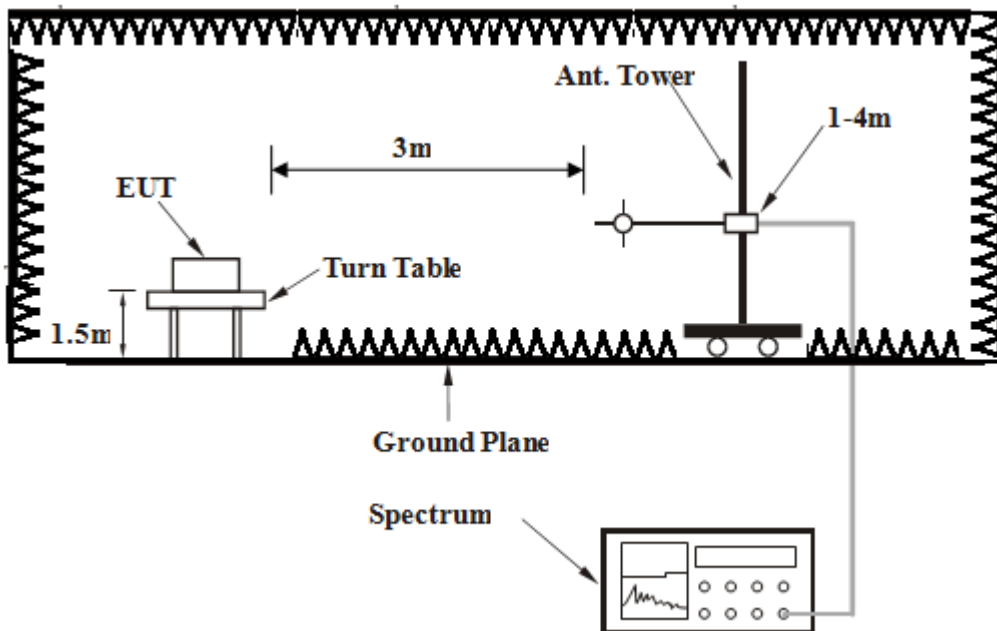 Ant. Tower
1-4m
3m
EUT
Turn Table
1.5m
Ground Plane
Spectrum